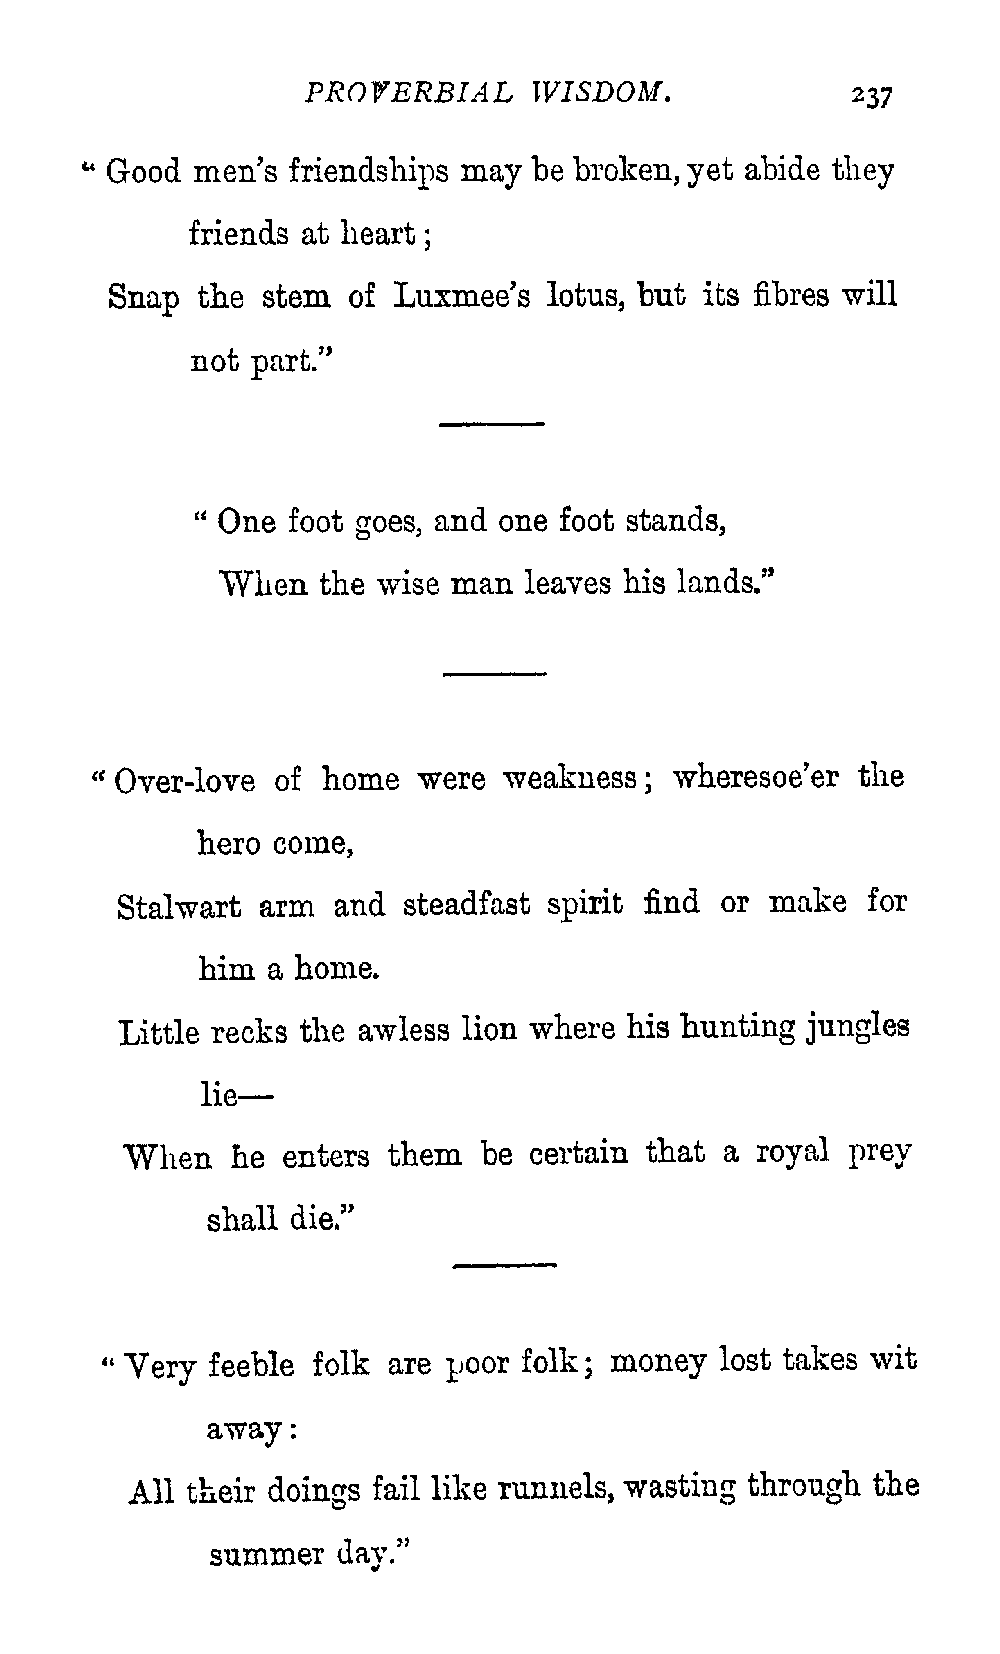 PROVERBIAL WISDOM. 237
“ Good men’s friendships may be broken, yet abide they
friends at heart ;
Snap the stem of Luxmee’s lotus, but its fibres will
not part.”
“ One foot goes, and one foot stands,
When the wise man leaves his lands.”
“ Over-love of home were weakness ; wheresoe’er the
hero come,
Stalwart arm and steadfast spirit find or make for
him a home.
Little recks the awless lion where his hunting jungles
lie—
When he enters them be certain that a royal prey
shall die.”
“ Very feeble folk are poor folk ; money lost takes wit
away :
All their doings fail like runnels, wasting through the
summer day.”